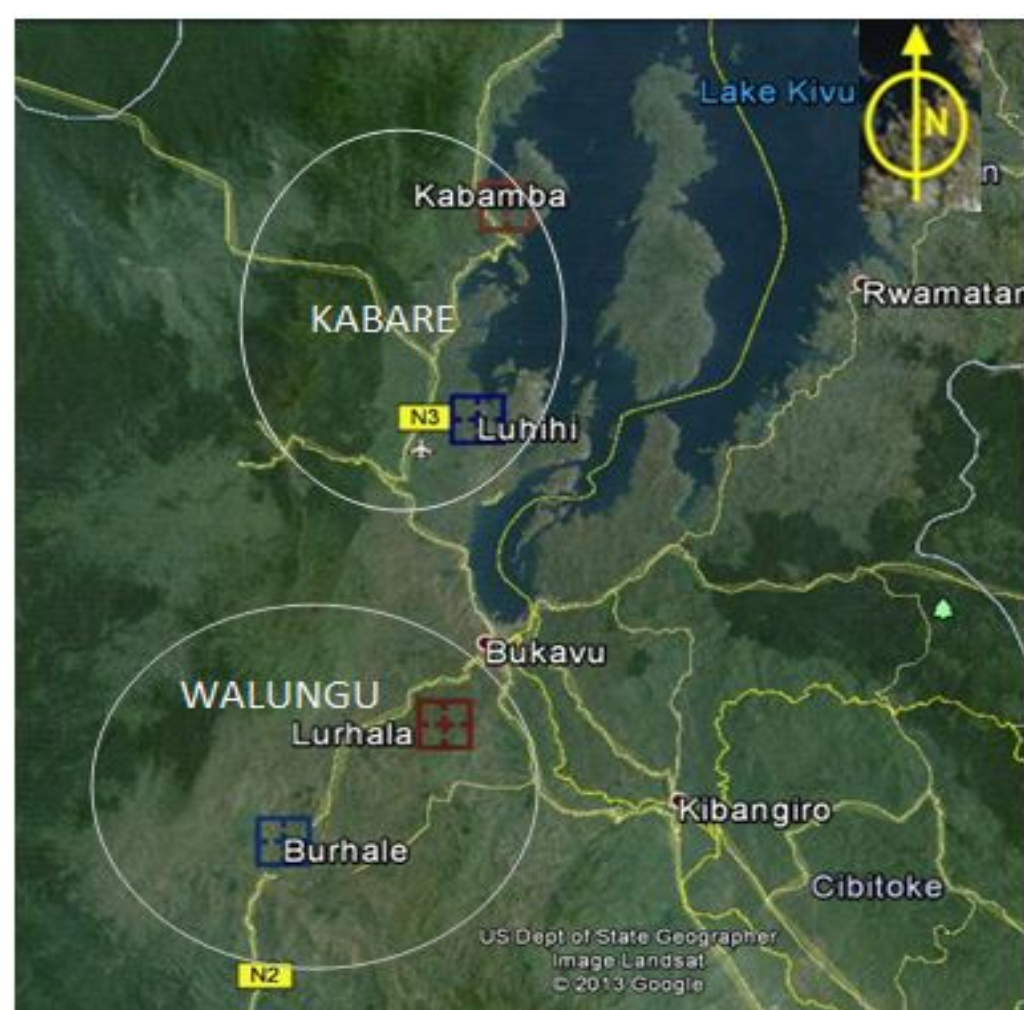 Lake Kivu
N
n
Kabamba
Rwamatar
KABARE
N3
Luhihi
Bukavu
WALUNGU
Lurhala
Kibangiro
Burhale
Cibitoke
US Dept of State Geographer
Image Landsat
© 2013 Google
N2